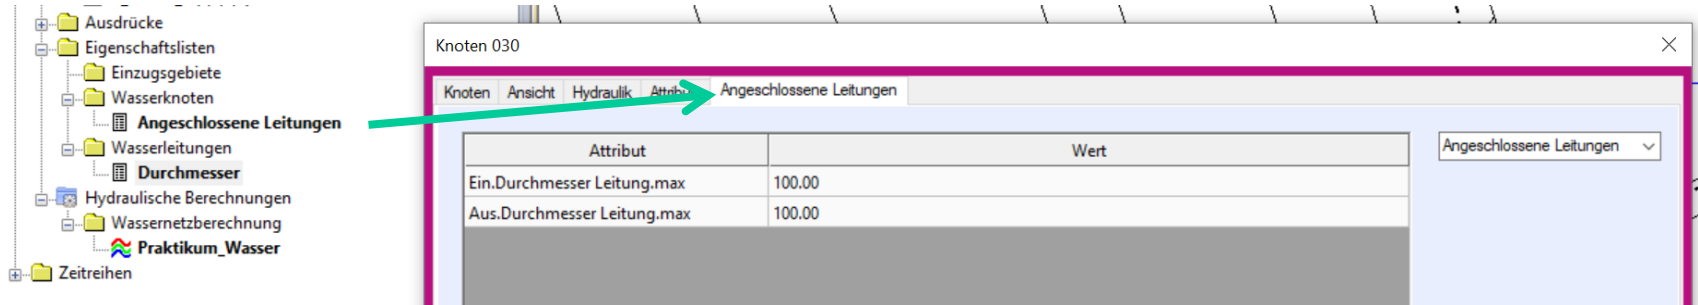 Ausdrücke
Eigenschaftslisten
Einzugsgebiete
Wasserknoten
Angeschlossene Leitungen
Wasserleitungen
Durchmesser
Hydraulische Berechnungen
Wassernetzberechnung
Praktikum_Wasser
Zeitreihen
Knoten 030
Knoten Ansicht Hydraulik Attribu Angeschlossene Leitungen
Attribut Wert
Ein.Durchmesser Leitung.max 100.00
Aus.Durchmesser Leitung.max 100.00
Angeschlossene Leitungen